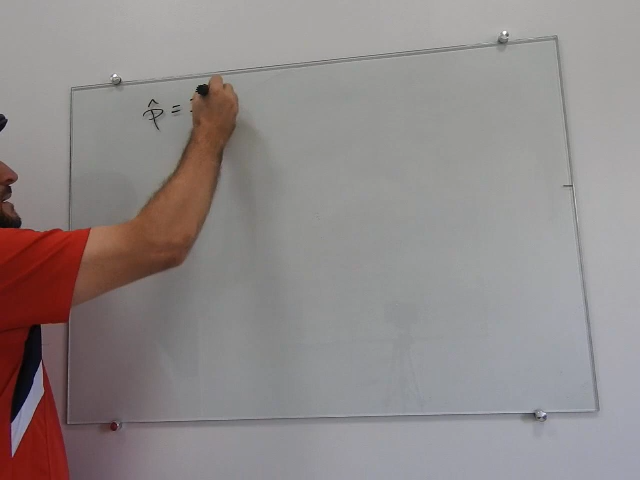 p̂ =